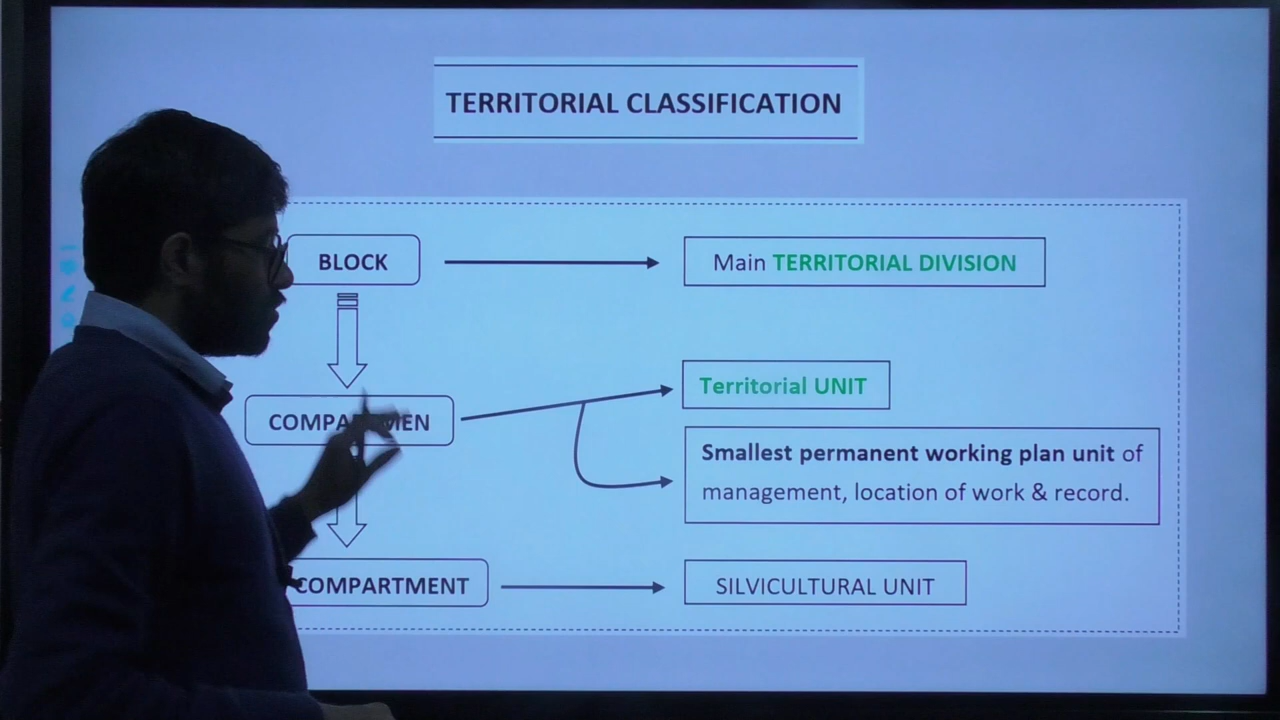 TERRITORIAL CLASSIFICATION
BLOCK
Main TERRITORIAL DIVISION
COMPARTMEN
Territorial UNIT
Smallest permanent working plan unit of
management, location of work & record.
COMPARTMENT
SILVICULTURAL UNIT